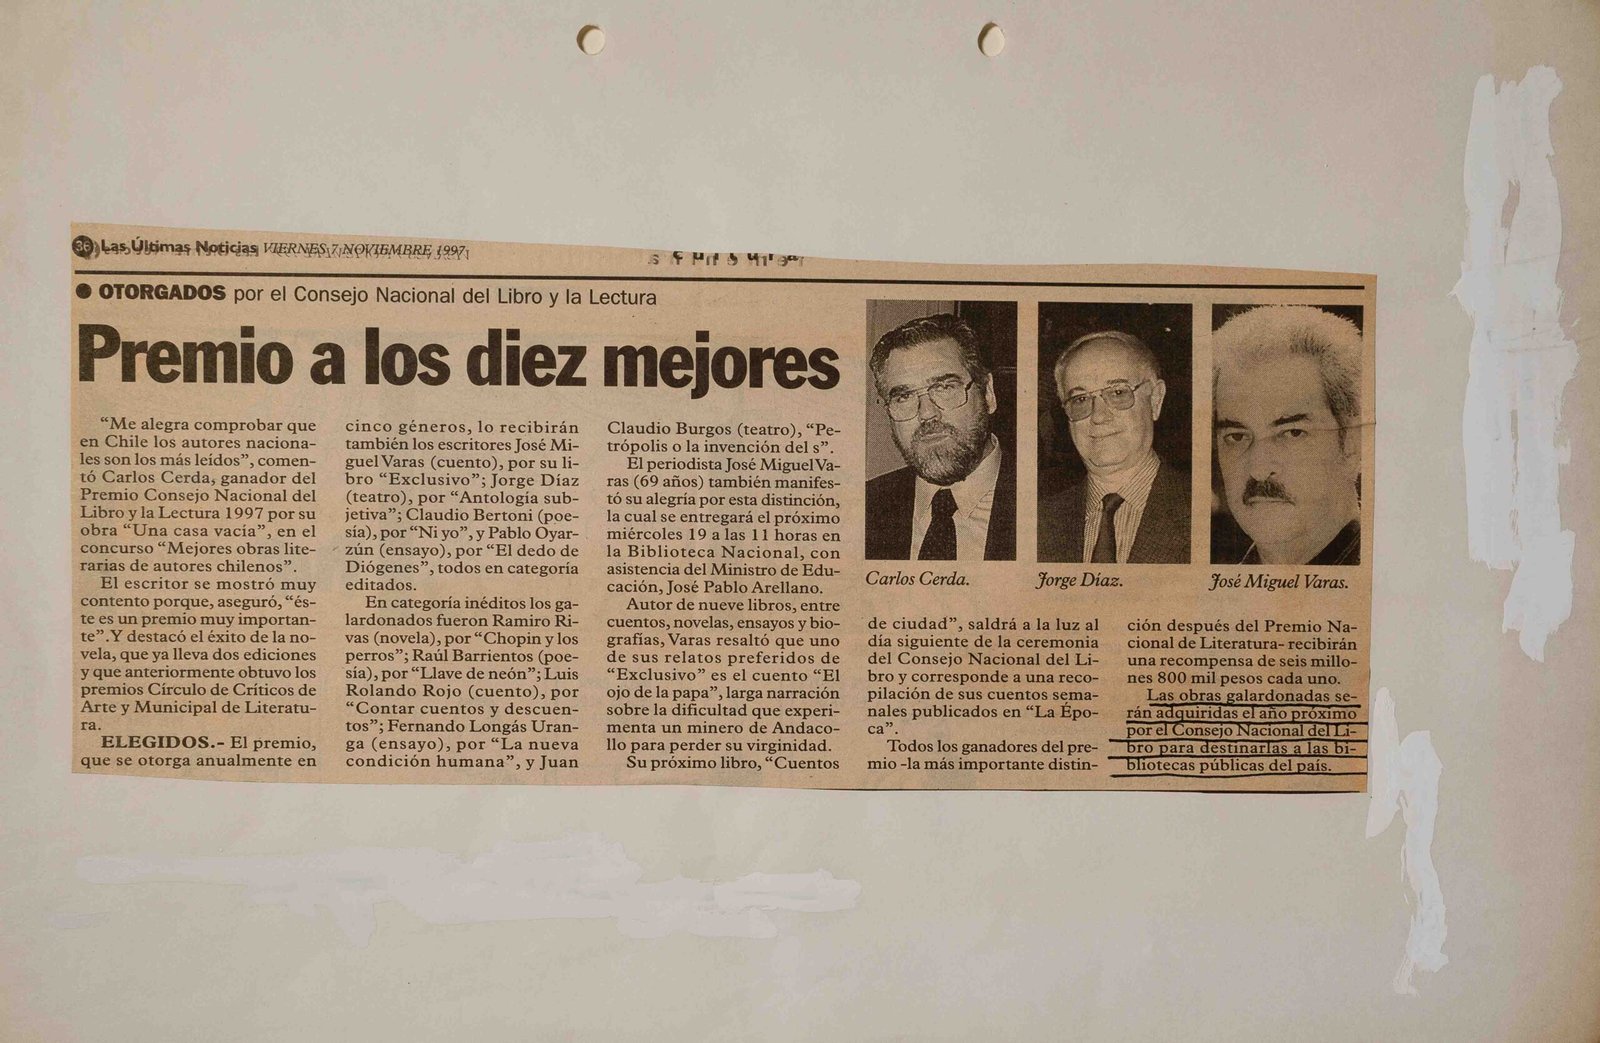 36 Las Últimas Noticias VIERNES 7 NOVIEMBRE 1997
cultura
● OTORGADOS por el Consejo Nacional del Libro y la Lectura
Premio a los diez mejores
“Me alegra comprobar que
en Chile los autores naciona-
les son los más leídos”, comen-
tó Carlos Cerda, ganador del
Premio Consejo Nacional del
Libro y la Lectura 1997 por su
obra “Una casa vacía”, en el
concurso “Mejores obras lite-
rarias de autores chilenos”.
El escritor se mostró muy
contento porque, aseguró, “és-
te es un premio muy importan-
te”.Y destacó el éxito de la no-
vela, que ya lleva dos ediciones
y que anteriormente obtuvo los
premios Círculo de Críticos de
Arte y Municipal de Literatu-
ra.
ELEGIDOS.- El premio,
que se otorga anualmente en
cinco géneros, lo recibirán
también los escritores José Mi-
guel Varas (cuento), por su li-
bro “Exclusivo”; Jorge Díaz
(teatro), por “Antología sub-
jetiva”; Claudio Bertoni (poe-
sía), por “Ni yo”, y Pablo Oyar-
zún (ensayo), por “El dedo de
Diógenes”, todos en categoría
editados.
En categoría inéditos los ga-
lardonados fueron Ramiro Ri-
vas (novela), por “Chopin y los
perros”; Raúl Barrientos (poe-
sía), por “Llave de neón”; Luis
Rolando Rojo (cuento), por
“Contar cuentos y descuen-
tos”; Fernando Longás Uran-
ga (ensayo), por “La nueva
condición humana”, y Juan
Claudio Burgos (teatro), “Pe-
trópolis o la invención del s”.
El periodista José Miguel Va-
ras (69 años) también manifes-
tó su alegría por esta distinción,
la cual se entregará el próximo
miércoles 19 a las 11 horas en
la Biblioteca Nacional, con
asistencia del Ministro de Edu-
cación, José Pablo Arellano.
Autor de nueve libros, entre
cuentos, novelas, ensayos y bio-
grafías, Varas resaltó que uno
de sus relatos preferidos de
“Exclusivo” es el cuento “El
ojo de la papa”, larga narración
sobre la dificultad que experi-
menta un minero de Andaco-
llo para perder su virginidad.
Su próximo libro, “Cuentos
Carlos Cerda.
Jorge Díaz.
José Miguel Varas.
de ciudad”, saldrá a la luz al
día siguiente de la ceremonia
del Consejo Nacional del Li-
bro y corresponde a una reco-
pilación de sus cuentos sema-
nales publicados en “La Épo-
ca”.
Todos los ganadores del pre-
mio -la más importante distin-
ción después del Premio Na-
cional de Literatura- recibirán
una recompensa de seis millo-
nes 800 mil pesos cada uno.
Las obras galardonadas se-
rán adquiridas el año próximo
por el Consejo Nacional del Li-
bro para destinarlas a las bi-
bliotecas públicas del país.